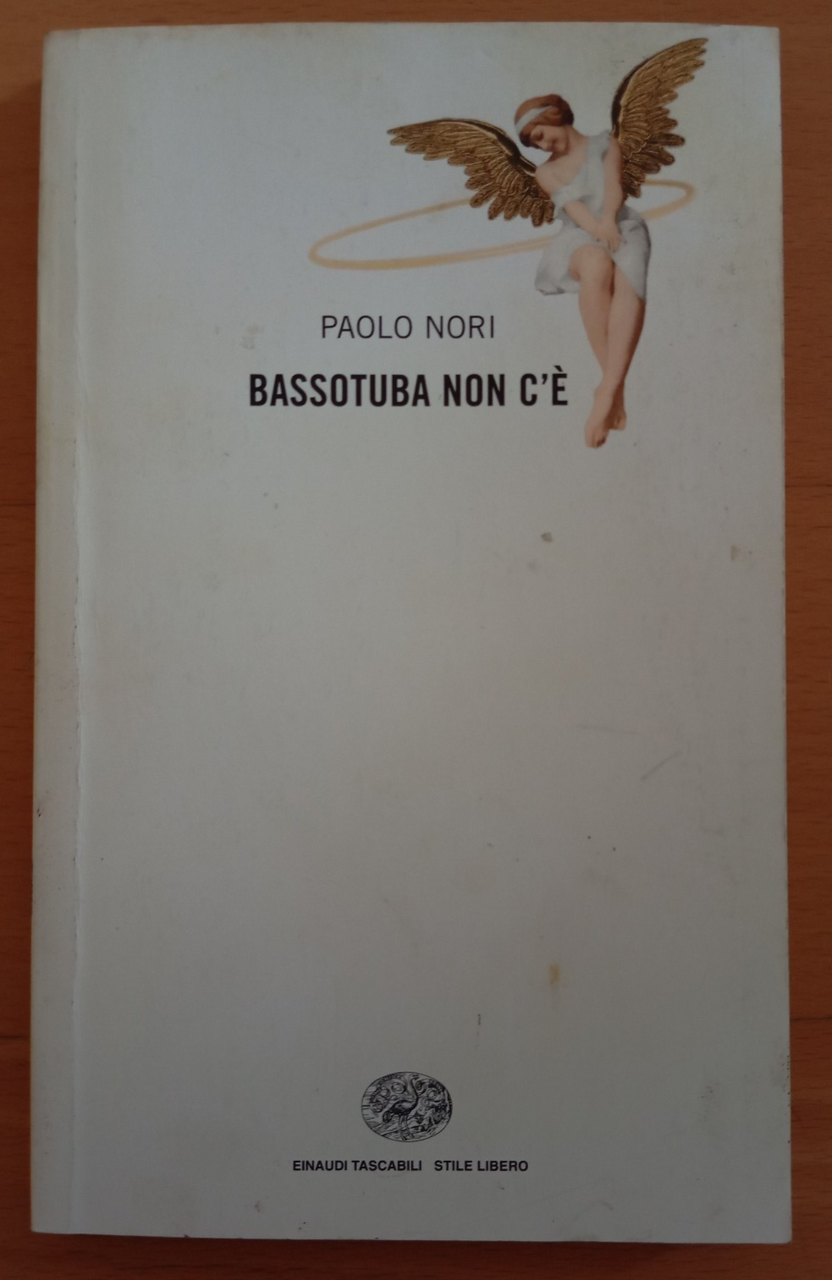 PAOLO NORI
BASSOTUBA NON C'È
EINAUDI TASCABILI STILE LIBERO